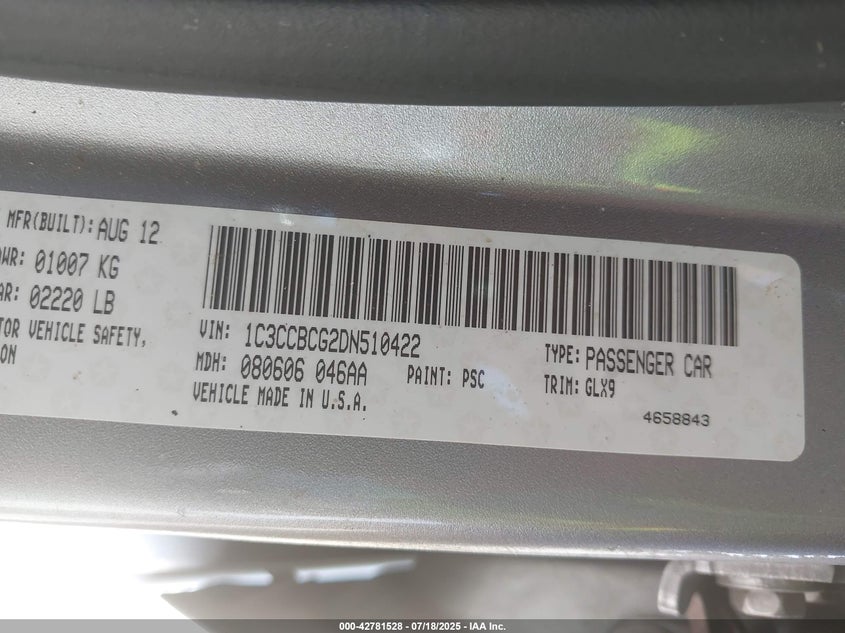 MFR(BUILT): AUG 12
WR: 01007 KG
AR: 02220 LB
TOR VEHICLE SAFETY,
ON
VIN: 1C3CCBCG2DN510422
MDH: 080606 046AA PAINT: PSC
VEHICLE MADE IN U.S.A.
TYPE: PASSENGER CAR
TRIM: GLX9
4658843
000-42781528 - 07/18/2025 - IAA Inc.